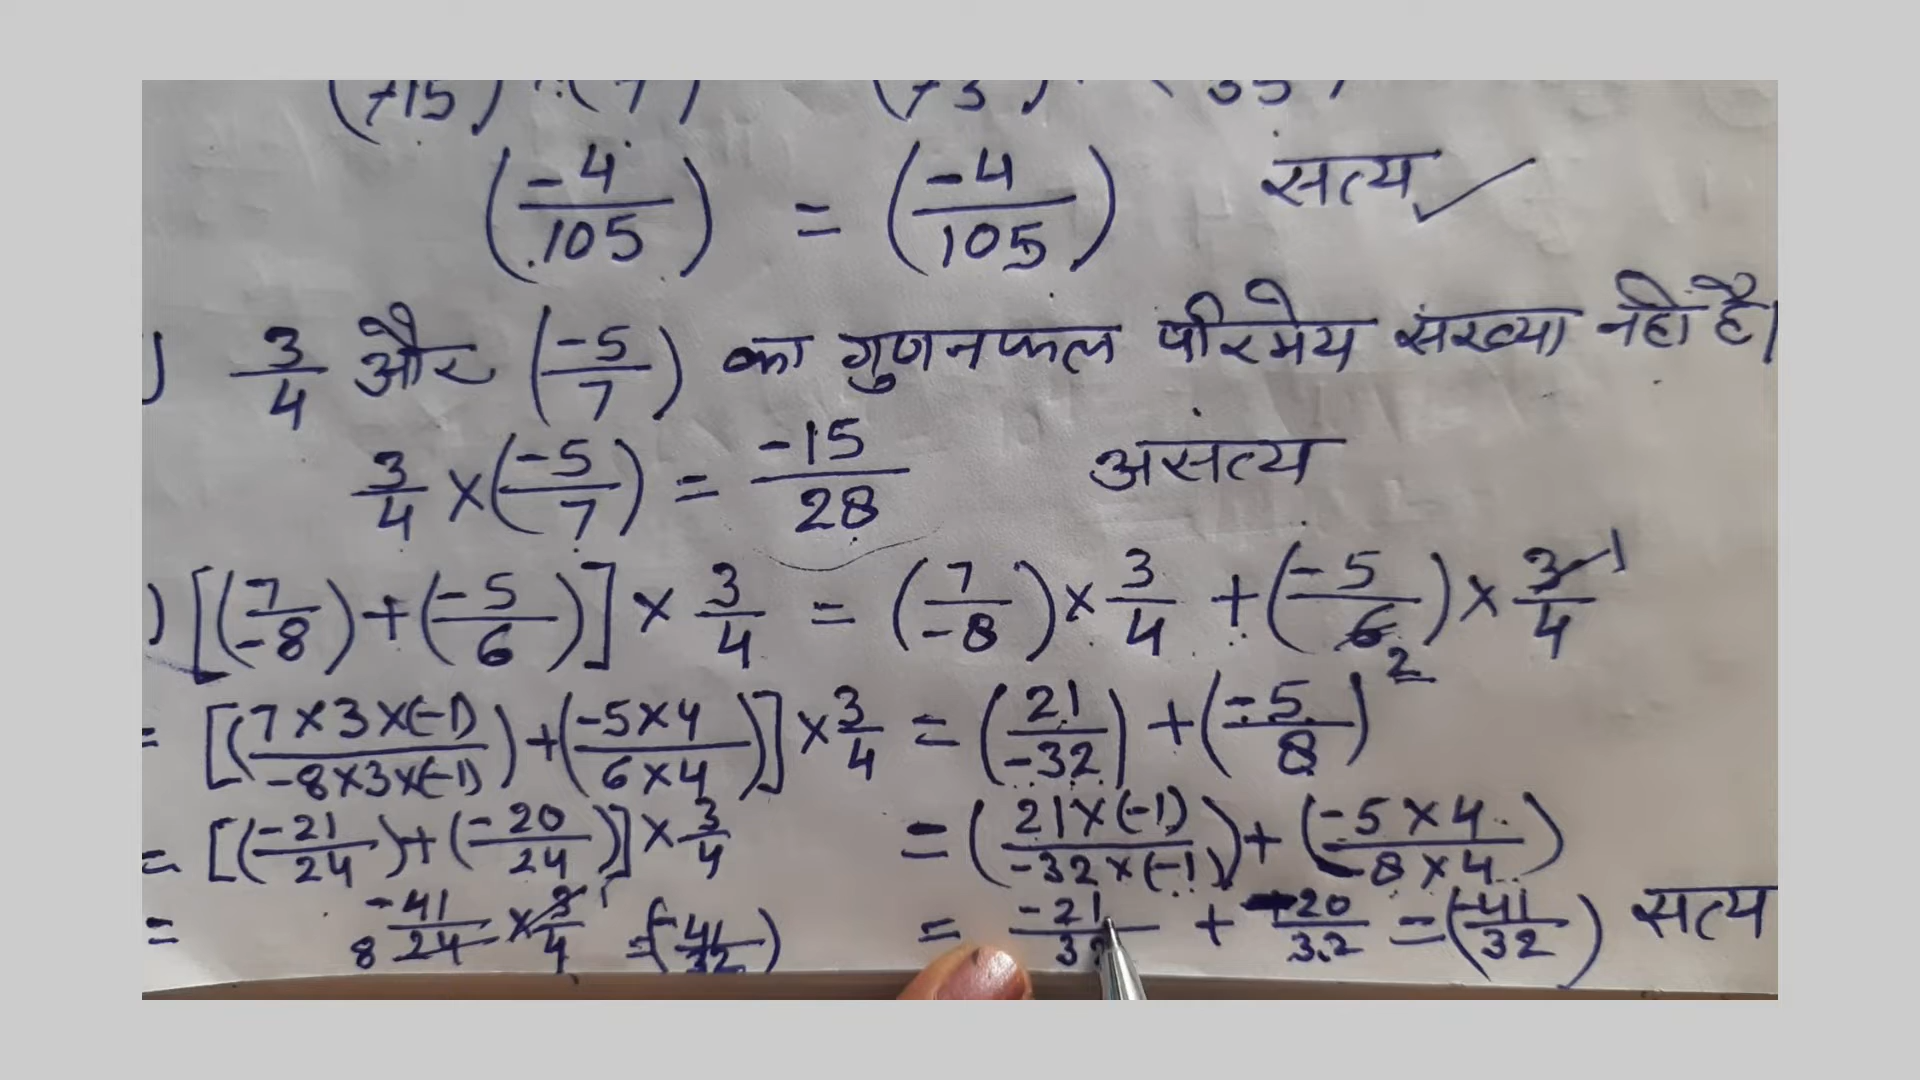 (-4/105) = (-4/105) सत्य ✓
) 3/4 और (-5/7) का गुणनफल परिमेय संख्या नहीं है।
3/4 × (-5/7) = -15/28 असत्य
) [(7/-8) + (-5/6)] × 3/4 = (7/-8) × 3/4 + (-5/6) × 3/4 1 2
= [(7×3×(-1)/-8×3×(-1)) + (-5×4/6×4)] × 3/4 = (21/-32) + (-5/8)
= [(-21/24) + (-20/24)] × 3/4 = (21×(-1)/-32×(-1)) + (-5×4/8×4)
= 8 -41/24 × 3/4 1 = (-41/32) = -21/32 + -20/32 = (-41/32) सत्य